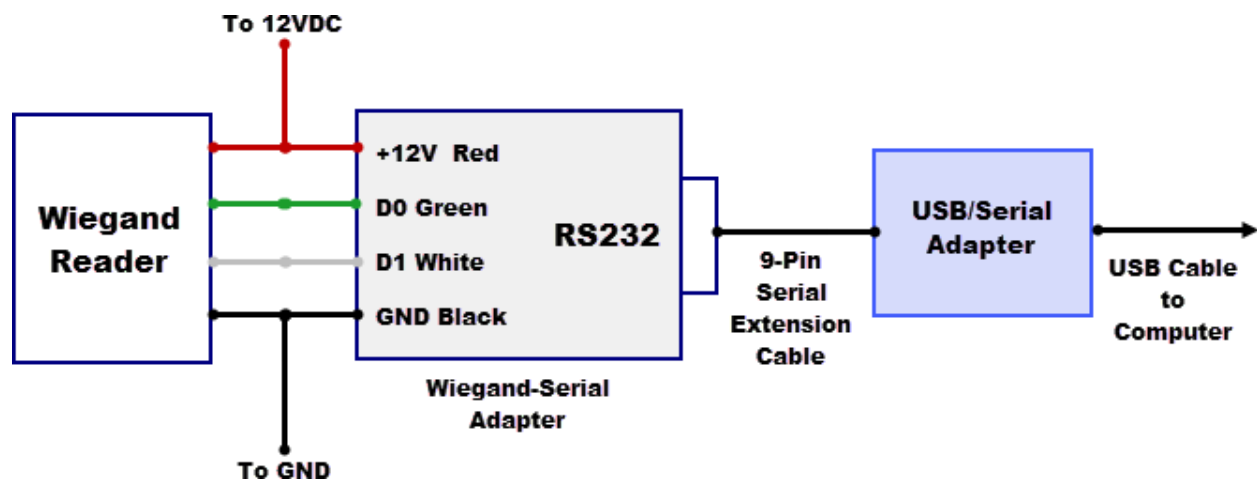 To 12VDC
Wiegand
Reader
+12V  Red
D0 Green
D1 White
GND Black
RS232
Wiegand-Serial
Adapter
To GND
9-Pin
Serial
Extension
Cable
USB/Serial
Adapter
USB Cable
to
Computer